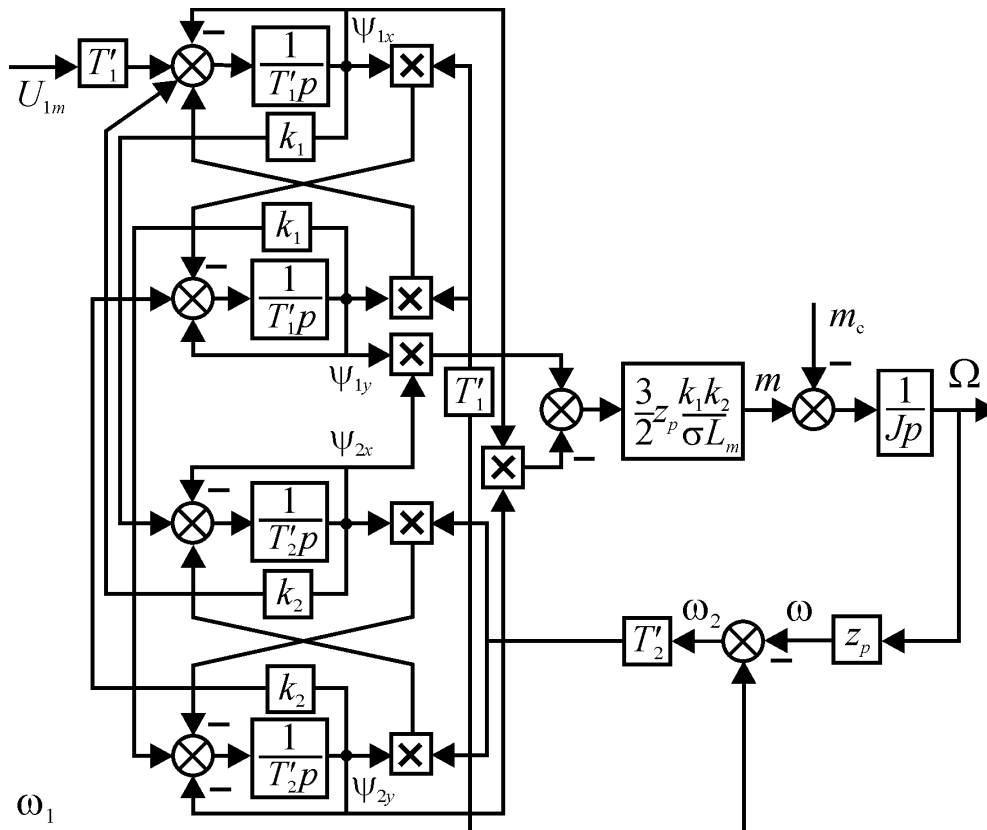 U₁ₘ
T′₁
−
1/T′₁p
ψ₁ₓ
×
k₁
k₁
−
1/T′₁p
×
ψ₁y
×
T′₁
ψ₂ₓ
−
1/T′₂p
×
k₂
×
−
3/2 zₚ k₁k₂/σLₘ
m
m_c
−
1/Jp
Ω
k₂
−
1/T′₂p
−
×
ψ₂y
T′₂
ω₂
ω
−
zₚ
ω₁